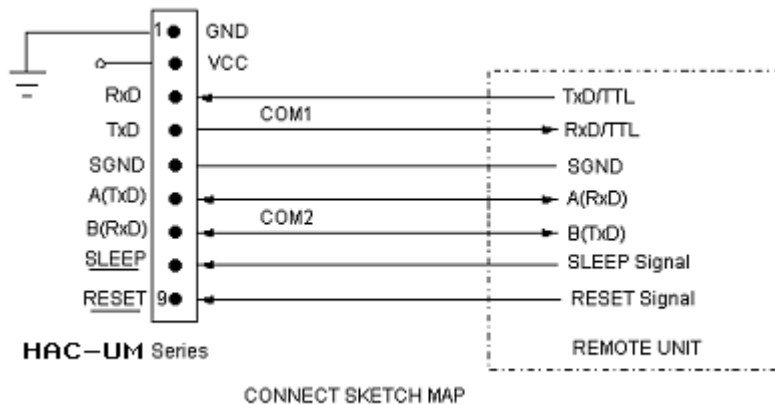 1 GND
VCC
RxD COM1 TxD/TTL
TxD RxD/TTL
SGND SGND
A(TxD) A(RxD)
B(RxD) COM2 B(TxD)
SLEEP SLEEP Signal
RESET 9 RESET Signal
HAC-UM Series REMOTE UNIT
CONNECT SKETCH MAP